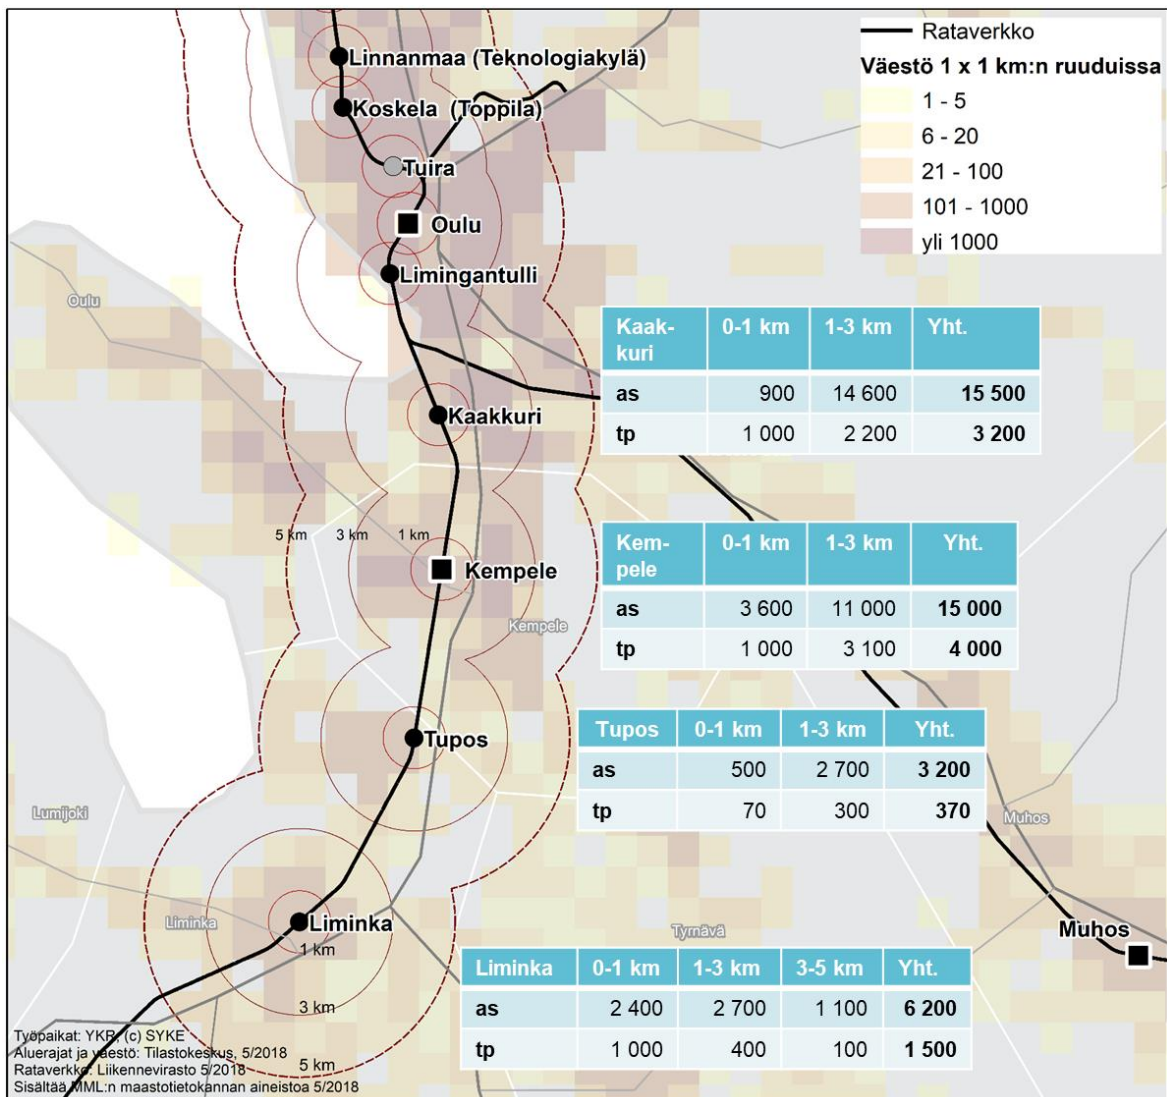 Rataverkko
Väestö 1 x 1 km:n ruuduissa
1 - 5
6 - 20
21 - 100
101 - 1000
yli 1000
Linnanmaa (Teknologiakylä)
Koskela (Toppila)
Tuira
Oulu
Limingantulli
Oulu
Kaakkuri
Kaak- 0-1 km 1-3 km Yht.
kuri
as 900 14 600 15 500
tp 1 000 2 200 3 200
5 km 3 km 1 km
Kempele
Kempele
Kem- 0-1 km 1-3 km Yht.
pele
as 3 600 11 000 15 000
tp 1 000 3 100 4 000
Tupos
Tupos 0-1 km 1-3 km Yht.
as 500 2 700 3 200
tp 70 300 370
Lumijoki
Muhos
Liminka
Liminka
Tyrnävä
Muhos
1 km
3 km
5 km
Liminka 0-1 km 1-3 km 3-5 km Yht.
as 2 400 2 700 1 100 6 200
tp 1 000 400 100 1 500
Työpaikat: YKR, (c) SYKE
Aluerajat ja väestö: Tilastokeskus, 5/2018
Rataverkko: Liikennevirasto 5/2018
Sisältää MML:n maastotietokannan aineistoa 5/2018